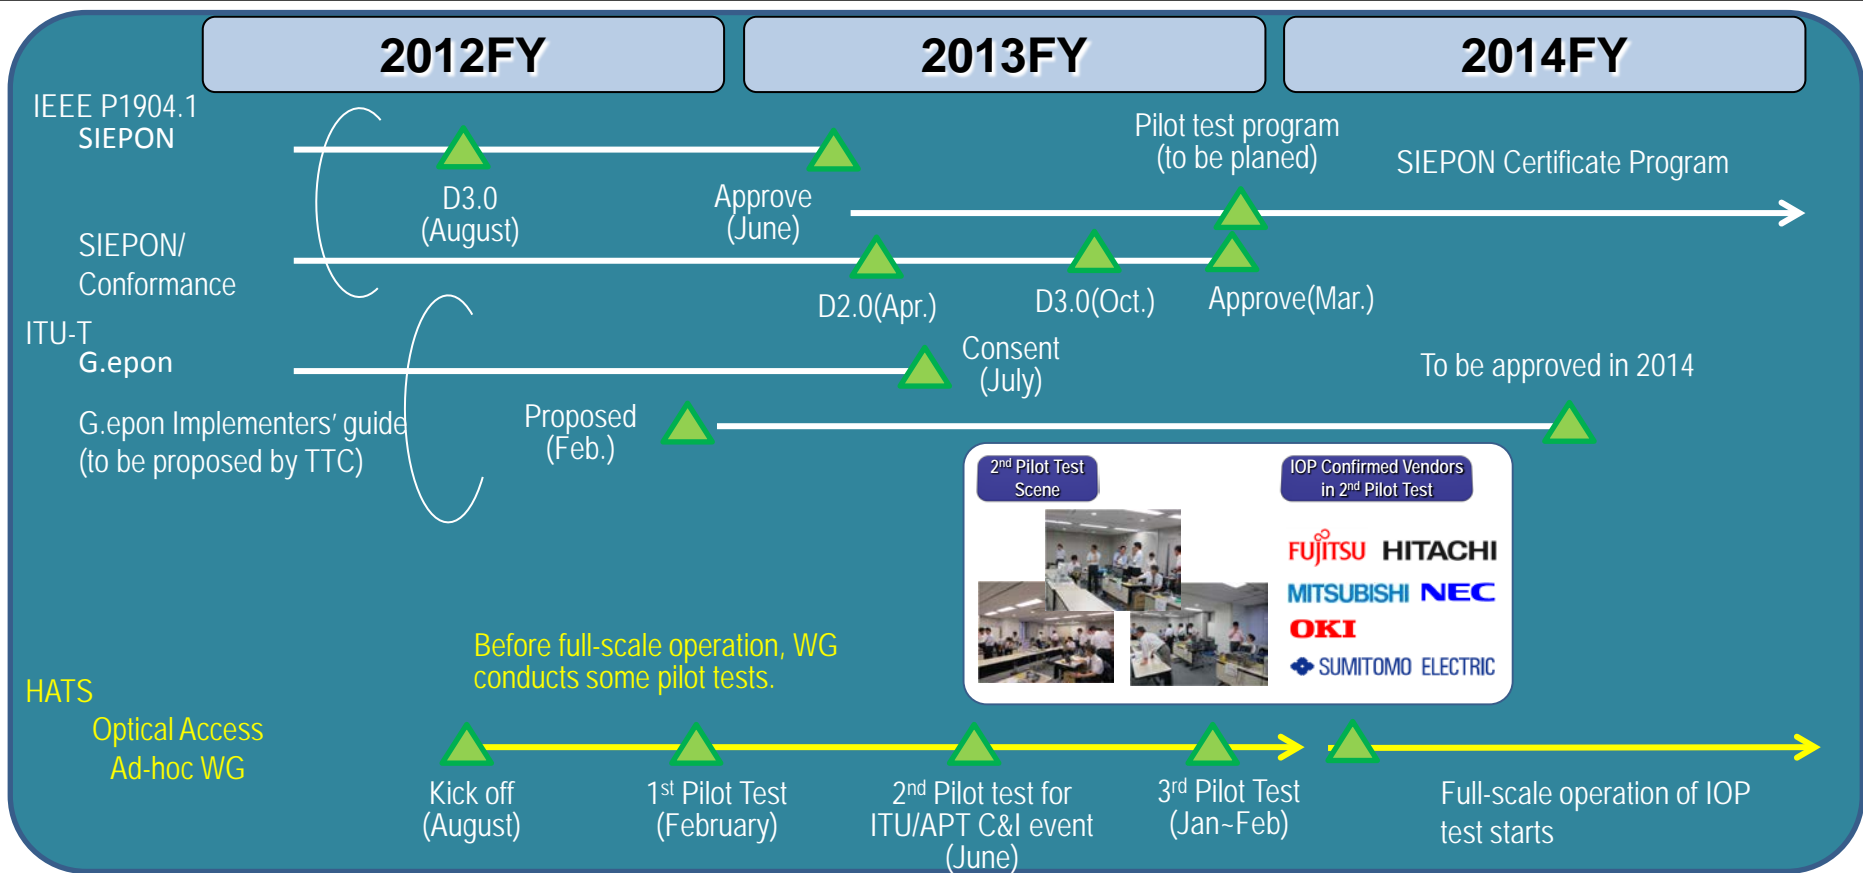 2012FY
2013FY
2014FY
IEEE P1904.1
SIEPON
D3.0
(August)
Approve
(June)
Pilot test program
(to be planed)
SIEPON Certificate Program
SIEPON/
Conformance
D2.0(Apr.)
D3.0(Oct.)
Approve(Mar.)
ITU-T
G.epon
Consent
(July)
To be approved in 2014
G.epon Implementers' guide
(to be proposed by TTC)
Proposed
(Feb.)
2nd Pilot Test
Scene
IOP Confirmed Vendors
in 2nd Pilot Test
FUJITSU HITACHI
MITSUBISHI NEC
OKI
SUMITOMO ELECTRIC
Before full-scale operation, WG
conducts some pilot tests.
HATS
Optical Access
Ad-hoc WG
Kick off
(August)
1st Pilot Test
(February)
2nd Pilot test for
ITU/APT C&I event
(June)
3rd Pilot Test
(Jan~Feb)
Full-scale operation of IOP
test starts